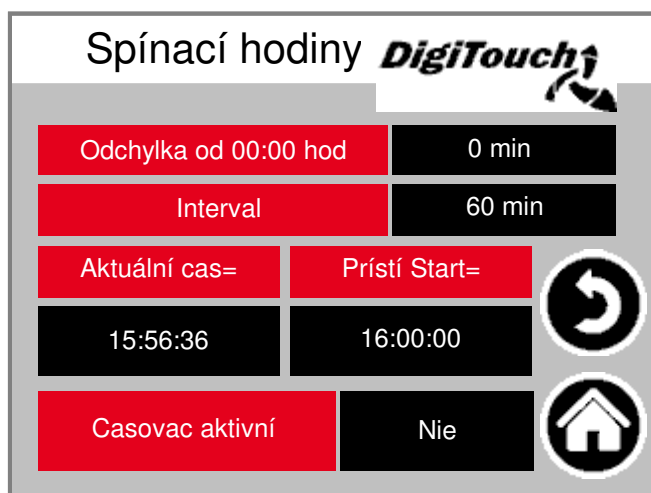 Spínací hodiny DigiTouch
Odchylka od 00:00 hod 0 min
Interval 60 min
Aktuální cas= Prístí Start=
15:56:36 16:00:00
Casovac aktivní Nie